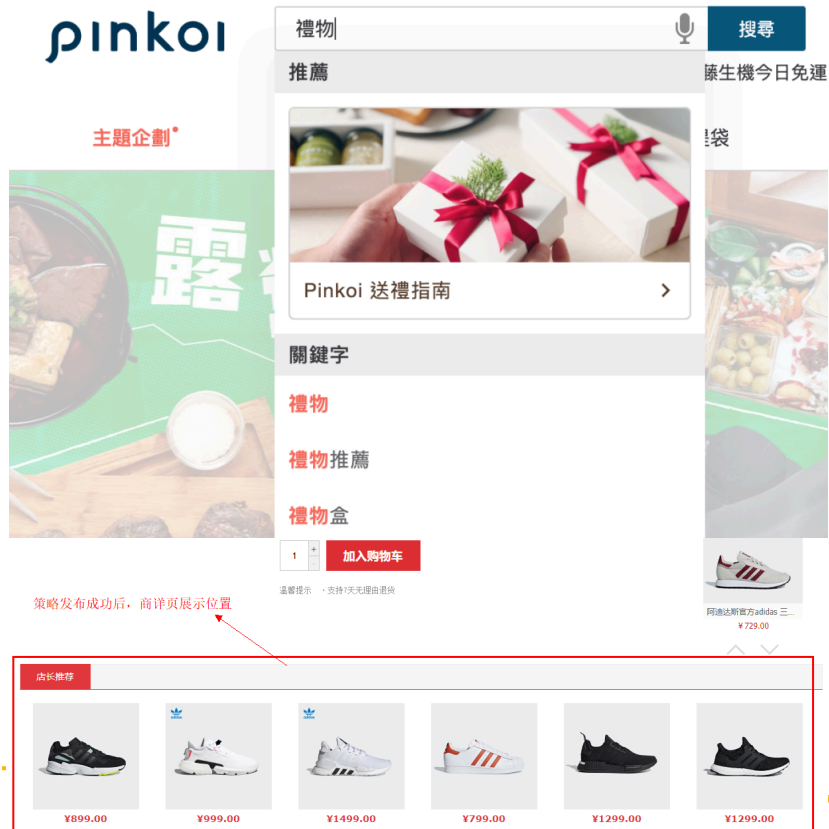 pinkoi
禮物
搜尋
推薦
藤生機今日免運
主題企劃
袋
露
Pinkoi 送禮指南
關鍵字
禮物
禮物推薦
禮物盒
1
+
-
加入购物车
温馨提示 ・支持7天无理由退货
阿迪达斯官方adidas 三...
¥ 729.00
策略发布成功后，商详页展示位置
店长推荐
adidas
adidas
¥899.00
¥999.00
¥1499.00
¥799.00
¥1299.00
¥1299.00